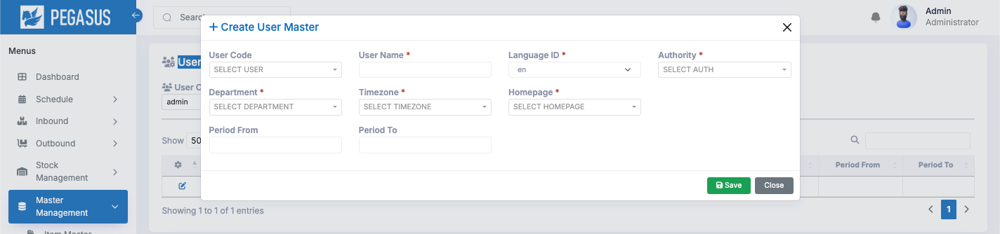 PEGASUS
Sear
Admin
Administrator
Create User Master
Menus
User
User Code
User Name *
Language ID *
Authority *
SELECT USER
en
SELECT AUTH
Dashboard
User C
Department *
Timezone *
Homepage *
Schedule
admin
SELECT DEPARTMENT
SELECT TIMEZONE
SELECT HOMEPAGE
Inbound
Period From
Period To
Outbound
Show 50
Stock
Management
Period From
Period To
Save
Close
Master
Management
Showing 1 to 1 of 1 entries
1
Item Master